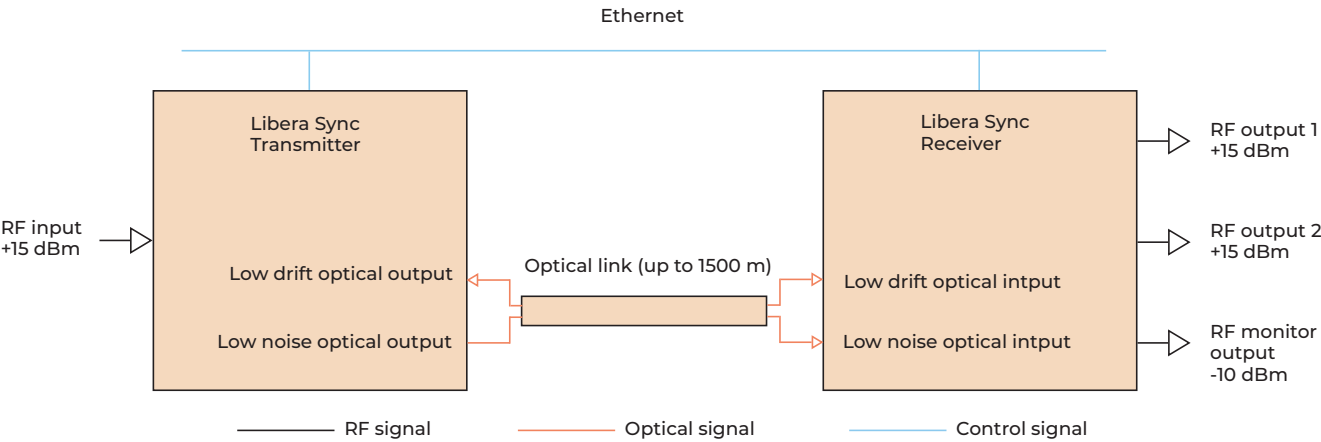 Ethernet
Libera Sync
Transmitter
Libera Sync
Receiver
RF output 1
+15 dBm
RF input
+15 dBm
RF output 2
+15 dBm
Low drift optical output
Optical link (up to 1500 m)
Low drift optical intput
Low noise optical output
Low noise optical intput
RF monitor
output
-10 dBm
RF signal
Optical signal
Control signal